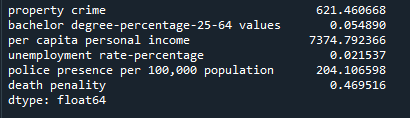 property crime 621.460668
bachelor degree-percentage-25-64 values 0.054890
per capita personal income 7374.792366
unemployment rate-percentage 0.021537
police presence per 100,000 population 204.106598
death penality 0.469516
dtype: float64